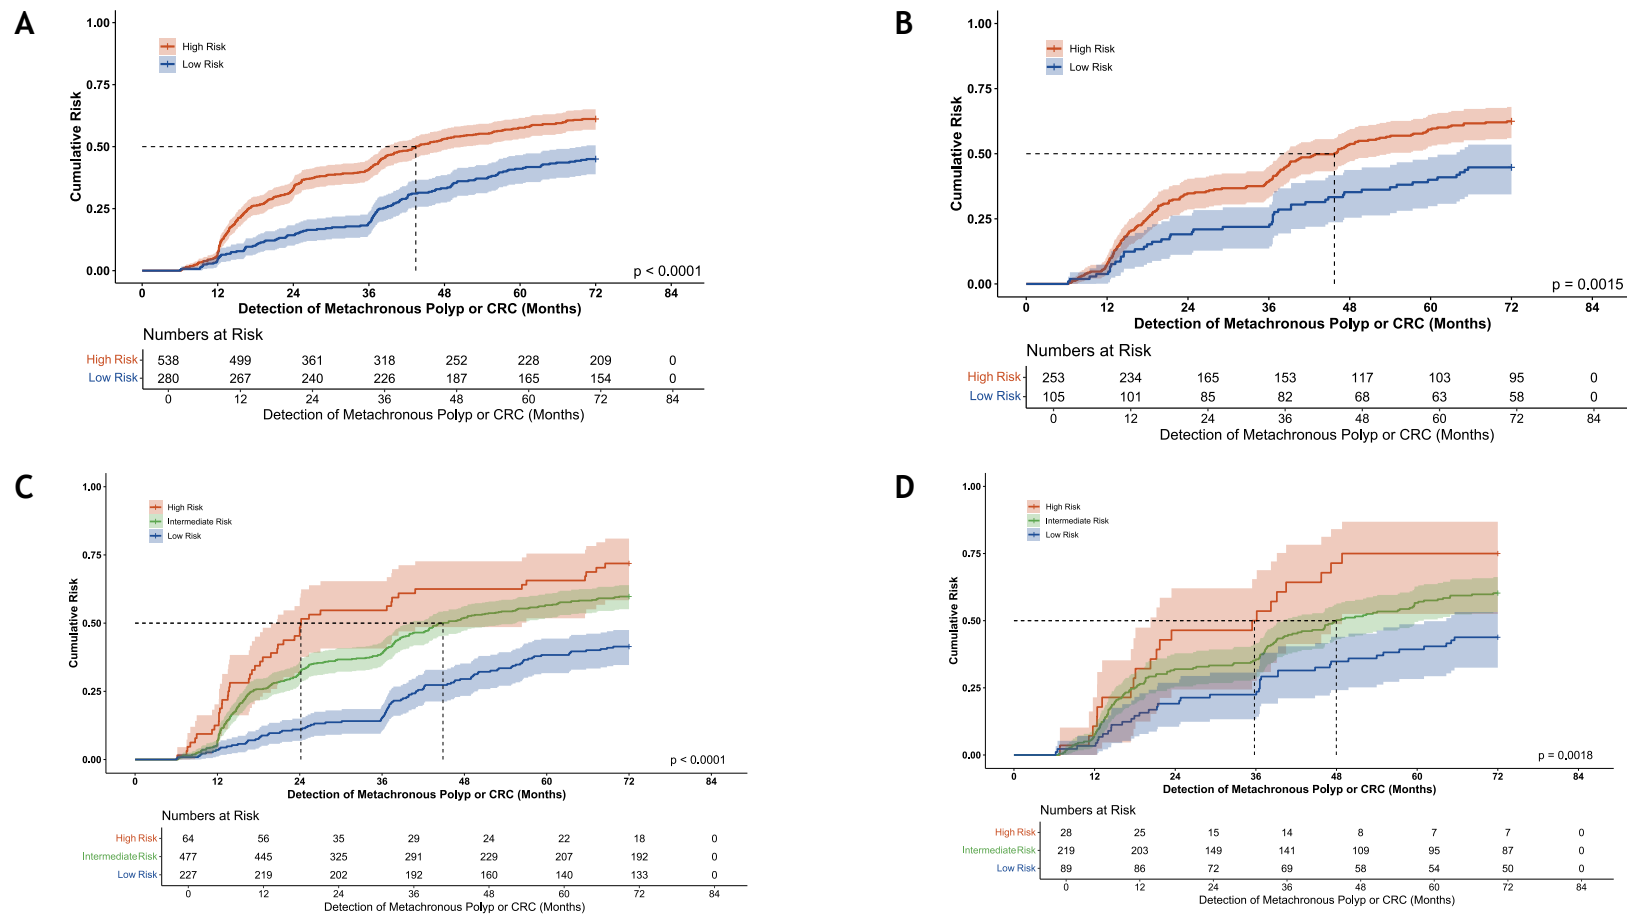 A
1.00
High Risk
Low Risk
0.75
0.50
0.25
0.00
Cumulative Risk
p < 0.0001
0 12 24 36 48 60 72 84
Detection of Metachronous Polyp or CRC (Months)
Numbers at Risk
High Risk 538 499 361 318 252 228 209 0
Low Risk 280 267 240 226 187 165 154 0
0 12 24 36 48 60 72 84
Detection of Metachronous Polyp or CRC (Months)
B
1.00
High Risk
Low Risk
0.75
0.50
0.25
0.00
Cumulative Risk
p = 0.0015
0 12 24 36 48 60 72 84
Detection of Metachronous Polyp or CRC (Months)
Numbers at Risk
High Risk 253 234 165 153 117 103 95 0
Low Risk 105 101 85 82 68 63 58 0
0 12 24 36 48 60 72 84
Detection of Metachronous Polyp or CRC (Months)
C
1.00
High Risk
Intermediate Risk
Low Risk
0.75
0.50
0.25
0.00
Cumulative Risk
p < 0.0001
0 12 24 36 48 60 72 84
Detection of Metachronous Polyp or CRC (Months)
Numbers at Risk
High Risk 64 56 35 29 24 22 18 0
Intermediate Risk 477 445 325 291 229 207 192 0
Low Risk 227 219 202 192 160 140 133 0
0 12 24 36 48 60 72 84
Detection of Metachronous Polyp or CRC (Months)
D
1.00
High Risk
Intermediate Risk
Low Risk
0.75
0.50
0.25
0.00
Cumulative Risk
p = 0.0018
0 12 24 36 48 60 72 84
Detection of Metachronous Polyp or CRC (Months)
Numbers at Risk
High Risk 28 25 15 14 8 7 7 0
Intermediate Risk 219 203 149 141 109 95 87 0
Low Risk 89 86 72 69 58 54 50 0
0 12 24 36 48 60 72 84
Detection of Metachronous Polyp or CRC (Months)